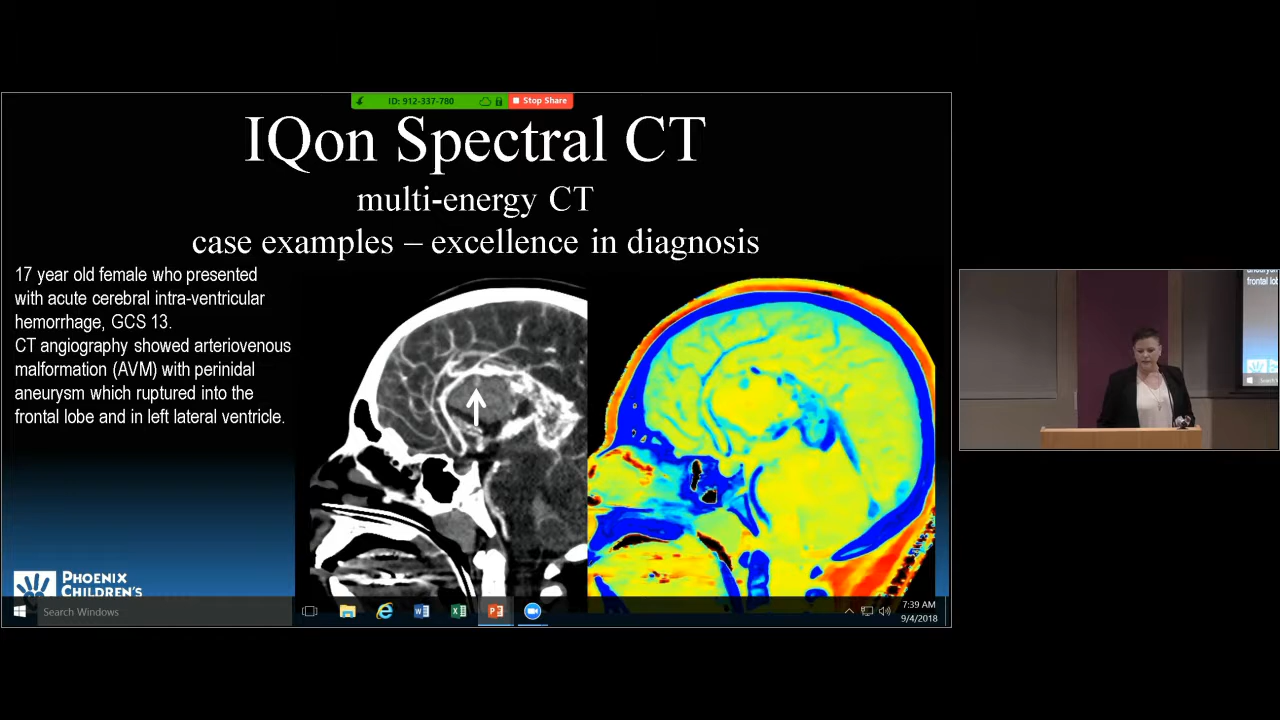 ID: 912-337-780
Stop Share
IQon Spectral CT
multi-energy CT
case examples – excellence in diagnosis
17 year old female who presented
with acute cerebral intra-ventricular
hemorrhage, GCS 13.
CT angiography showed arteriovenous
malformation (AVM) with perinidal
aneurysm which ruptured into the
frontal lobe and in left lateral ventricle.
PHOENIX
CHILDREN'S
Search Windows
7:39 AM
9/4/2018
frontal lob